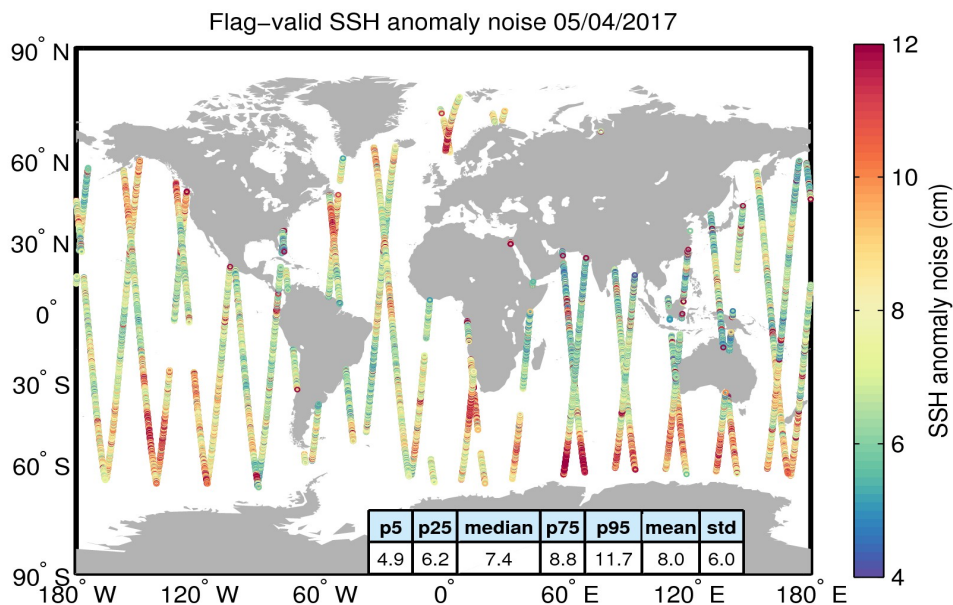 Flag−valid SSH anomaly noise 05/04/2017
90° N
60° N
30° N
0°
30° S
60° S
90° S
180° W
120° W
60° W
0°
60° E
120° E
180° E
p5 p25 median p75 p95 mean std
4.9 6.2 7.4 8.8 11.7 8.0 6.0
12
10
8
6
4
SSH anomaly noise (cm)